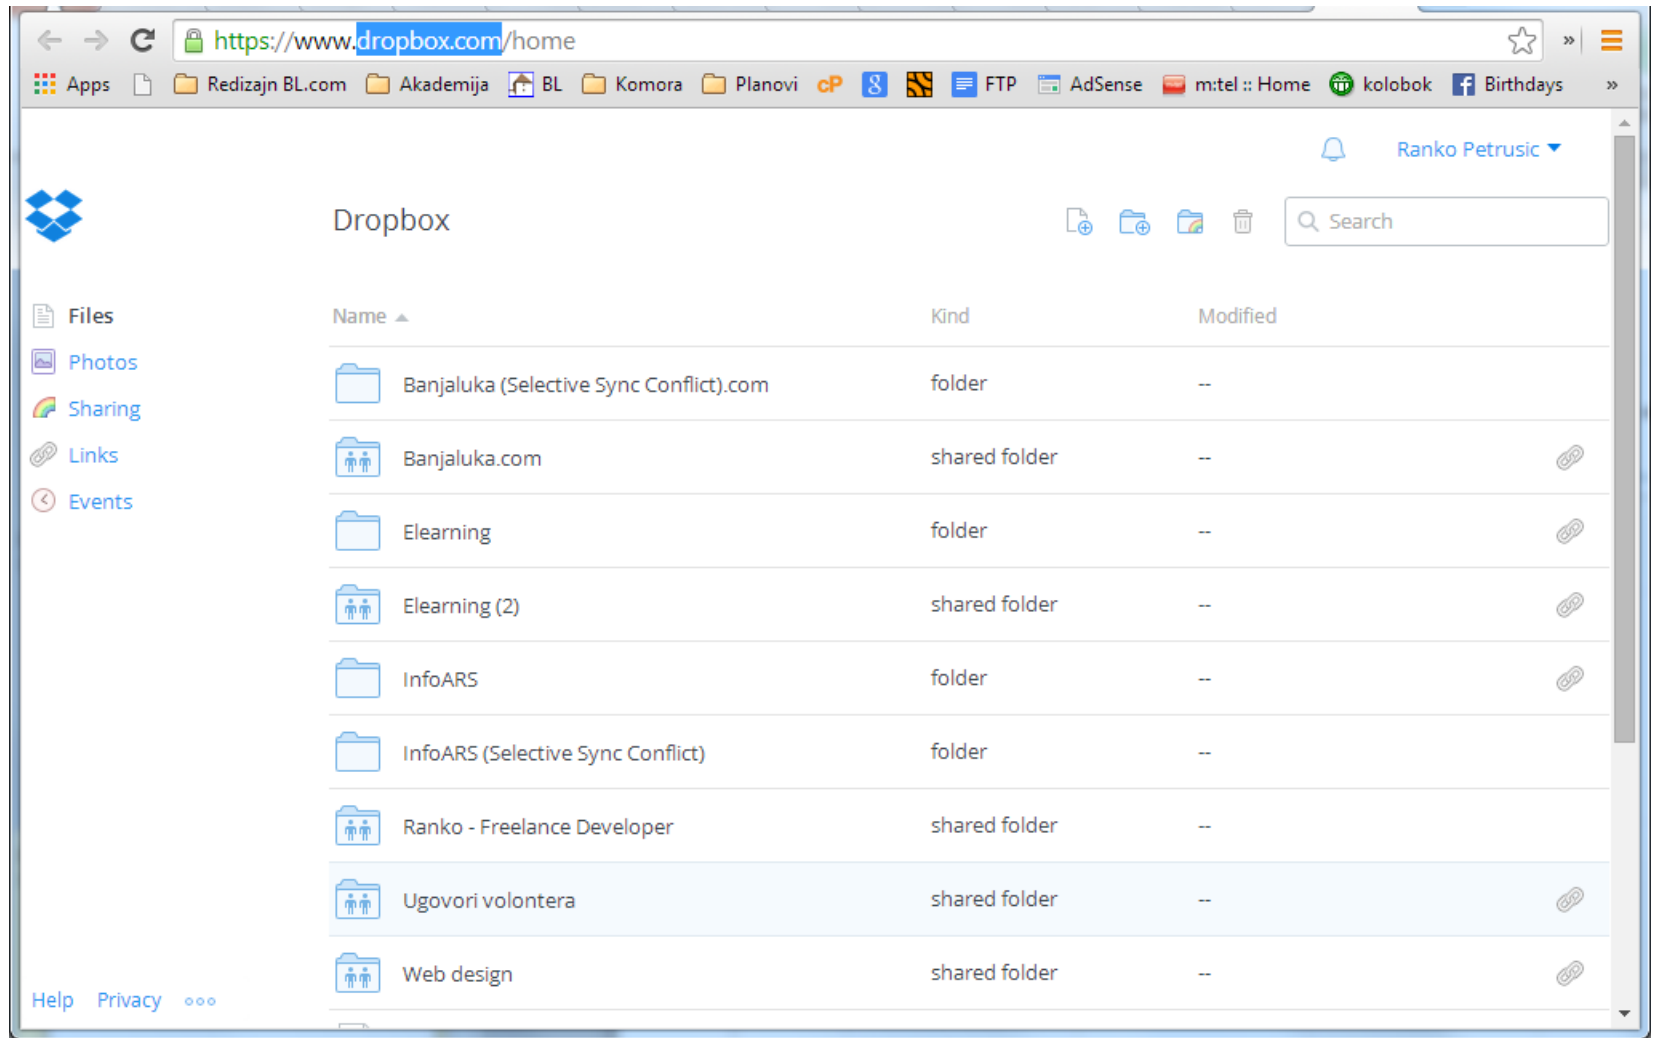 https://www.dropbox.com/home
»
Apps Redizajn BL.com Akademija BL Komora Planovi cP 8 FTP AdSense m:tel :: Home kolobok f Birthdays »
Ranko Petrusic
Dropbox
Search
Files
Photos
Sharing
Links
Events
Name Kind Modified
Banjaluka (Selective Sync Conflict).com folder --
Banjaluka.com shared folder --
Elearning folder --
Elearning (2) shared folder --
InfoARS folder --
InfoARS (Selective Sync Conflict) folder --
Ranko - Freelance Developer shared folder --
Ugovori volontera shared folder --
Web design shared folder --
Help Privacy